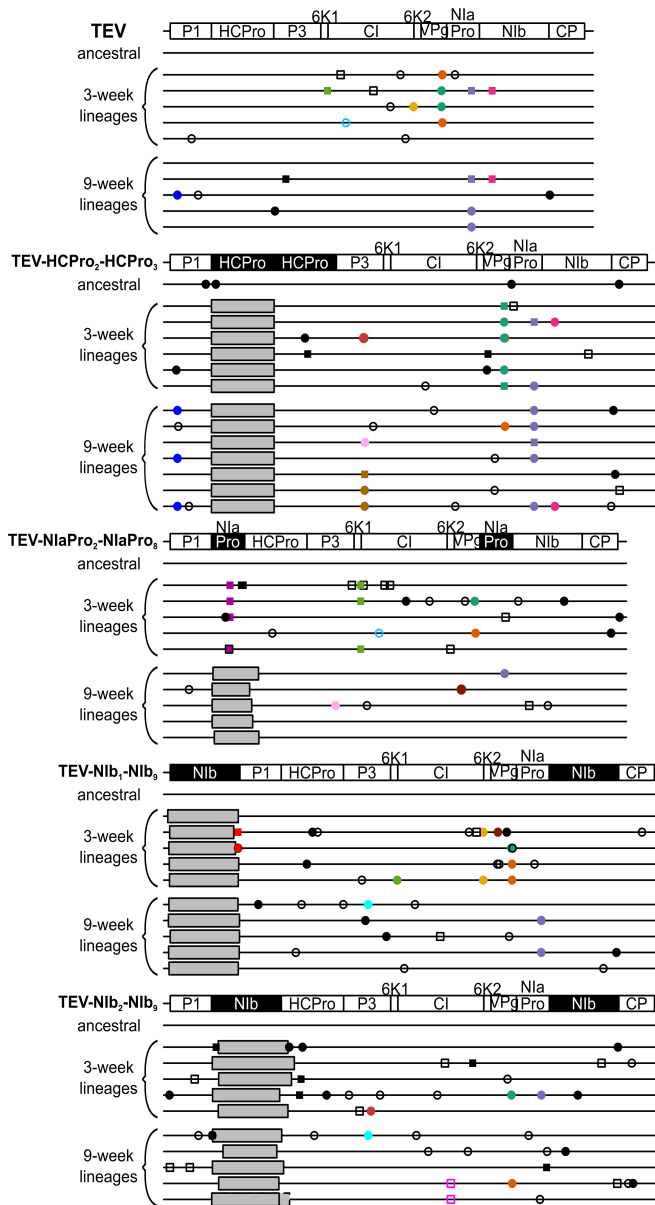 6K1 6K2 NIa
TEV P1 HCPro P3 CI VPg Pro NIb CP
ancestral
3-week
lineages
9-week
lineages
6K1 6K2 NIa
TEV-HCPro2-HCPro3 P1 HCPro HCPro P3 CI VPg Pro NIb CP
ancestral
3-week
lineages
9-week
lineages
NIa 6K1 6K2 NIa
TEV-NIaPro2-NIaPro8 P1 Pro HCPro P3 CI VPg Pro NIb CP
ancestral
3-week
lineages
9-week
lineages
6K1 6K2 NIa
TEV-NIb1-NIb9 NIb P1 HCPro P3 CI VPg Pro NIb CP
ancestral
3-week
lineages
9-week
lineages
6K1 6K2 NIa
TEV-NIb2-NIb9 P1 NIb HCPro P3 CI VPg Pro NIb CP
ancestral
3-week
lineages
9-week
lineages